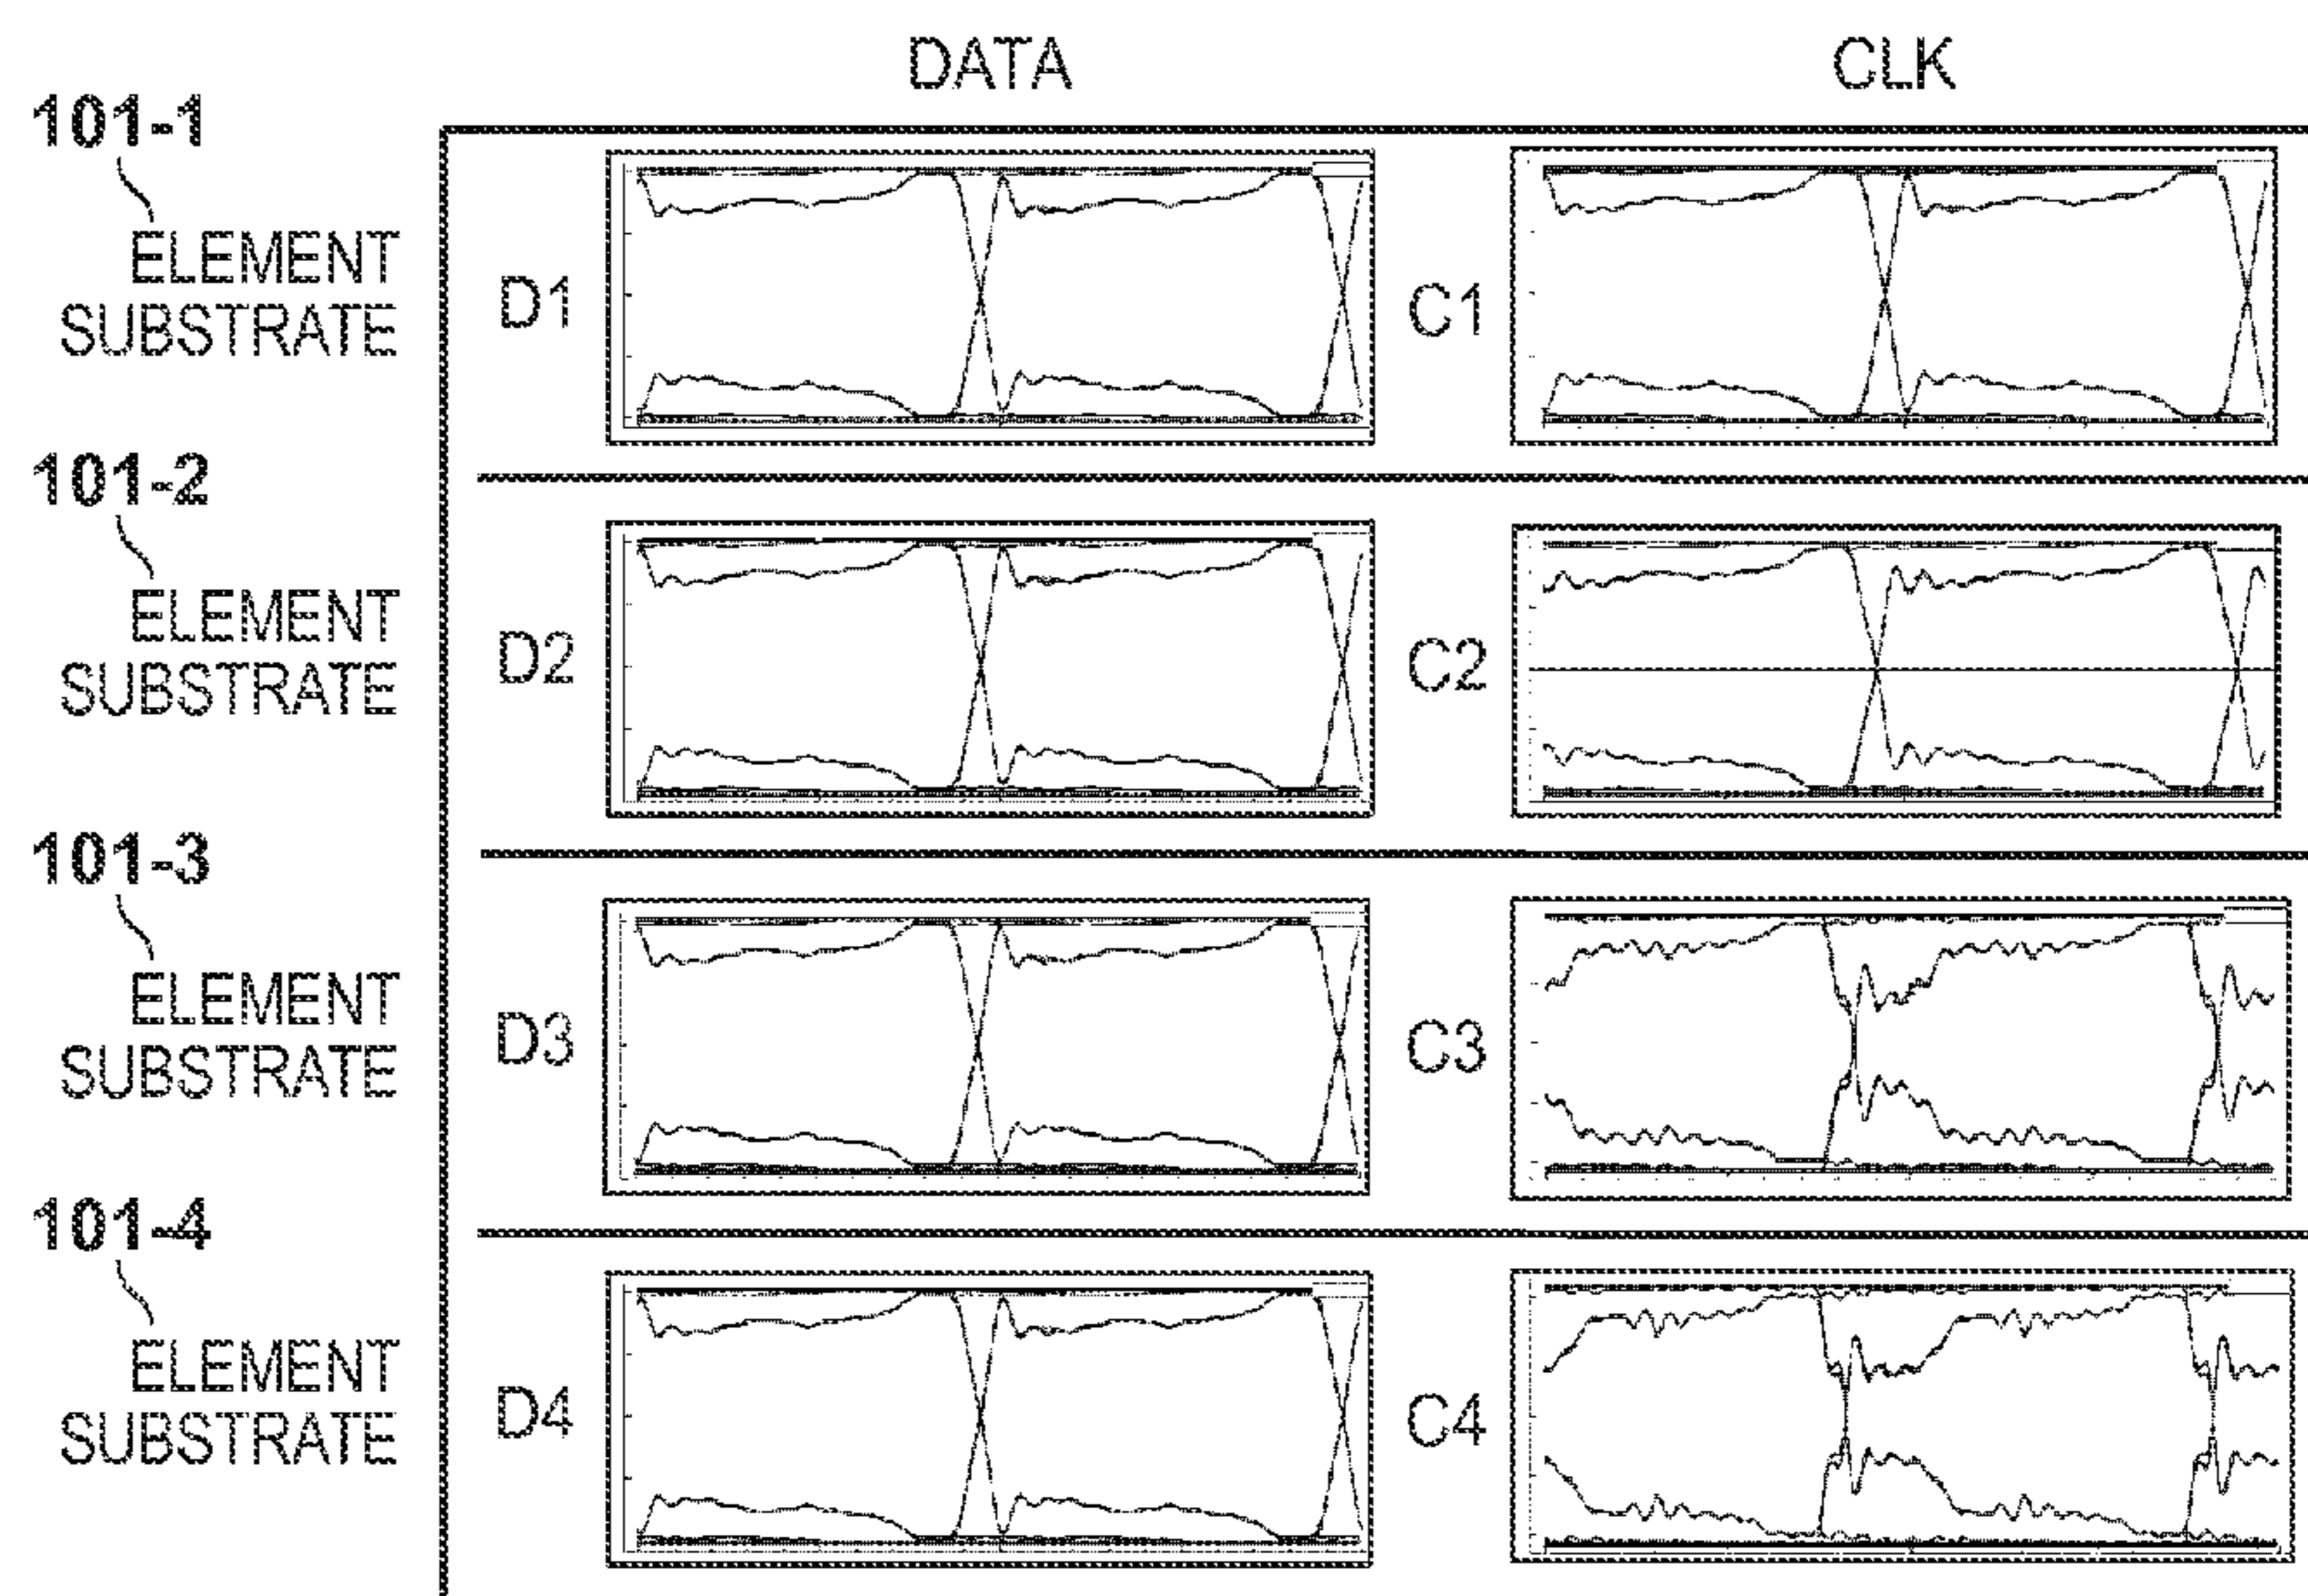 DATA CLK
101-1
ELEMENT
SUBSTRATE
D1 C1
101-2
ELEMENT
SUBSTRATE
D2 C2
101-3
ELEMENT
SUBSTRATE
D3 C3
101-4
ELEMENT
SUBSTRATE
D4 C4